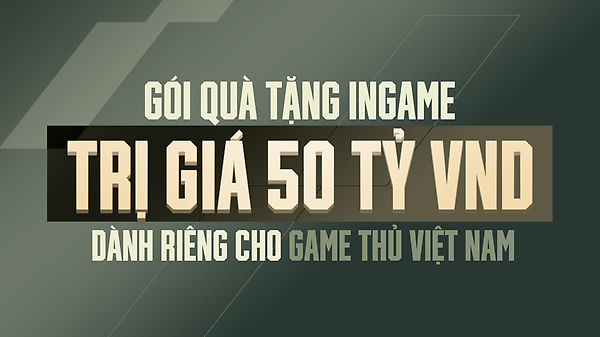 GÓI QUÀ TẶNG INGAME
TRỊ GIÁ 50 TỶ VND
DÀNH RIÊNG CHO GAME THỦ VIỆT NAM